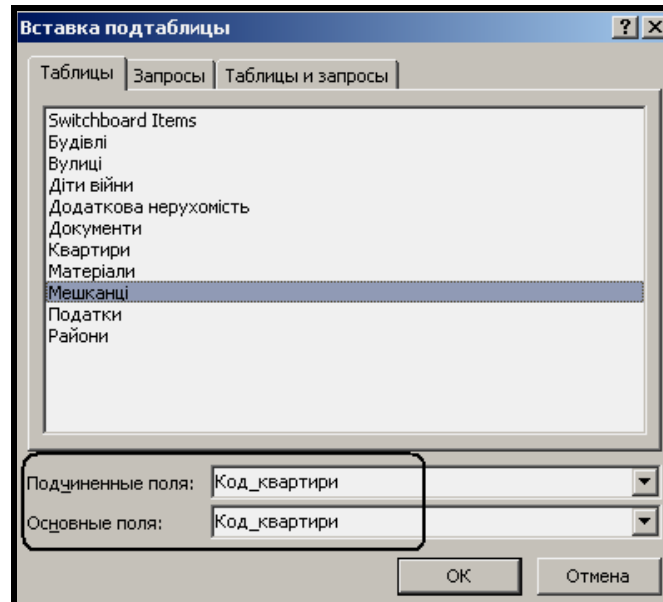 Вставка подтаблицы
Таблицы Запросы Таблицы и запросы
Switchboard Items
Будівлі
Вулиці
Діти війни
Додаткова нерухомість
Документи
Квартири
Матеріали
Мешканці
Податки
Райони
Подчиненные поля: Код_квартири
Основные поля: Код_квартири
ОК Отмена